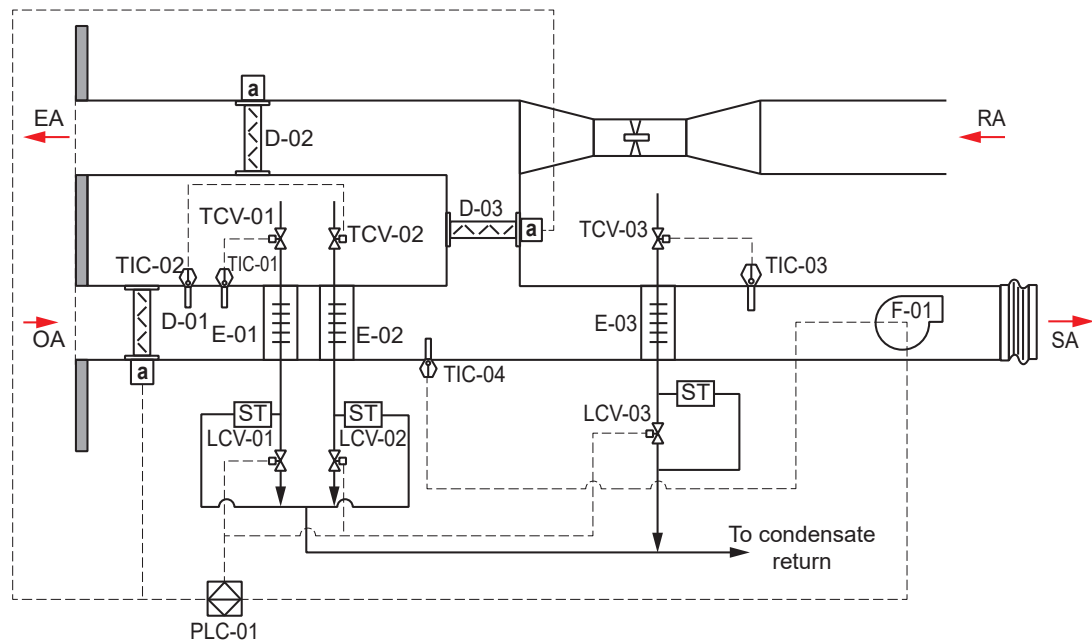 a
EA
RA
D-02
TCV-01
TCV-02
D-03
a
TCV-03
TIC-02
TIC-01
TIC-03
D-01
E-01
E-02
E-03
F-01
OA
SA
a
TIC-04
ST
ST
ST
LCV-01
LCV-02
LCV-03
To condensate
return
PLC-01